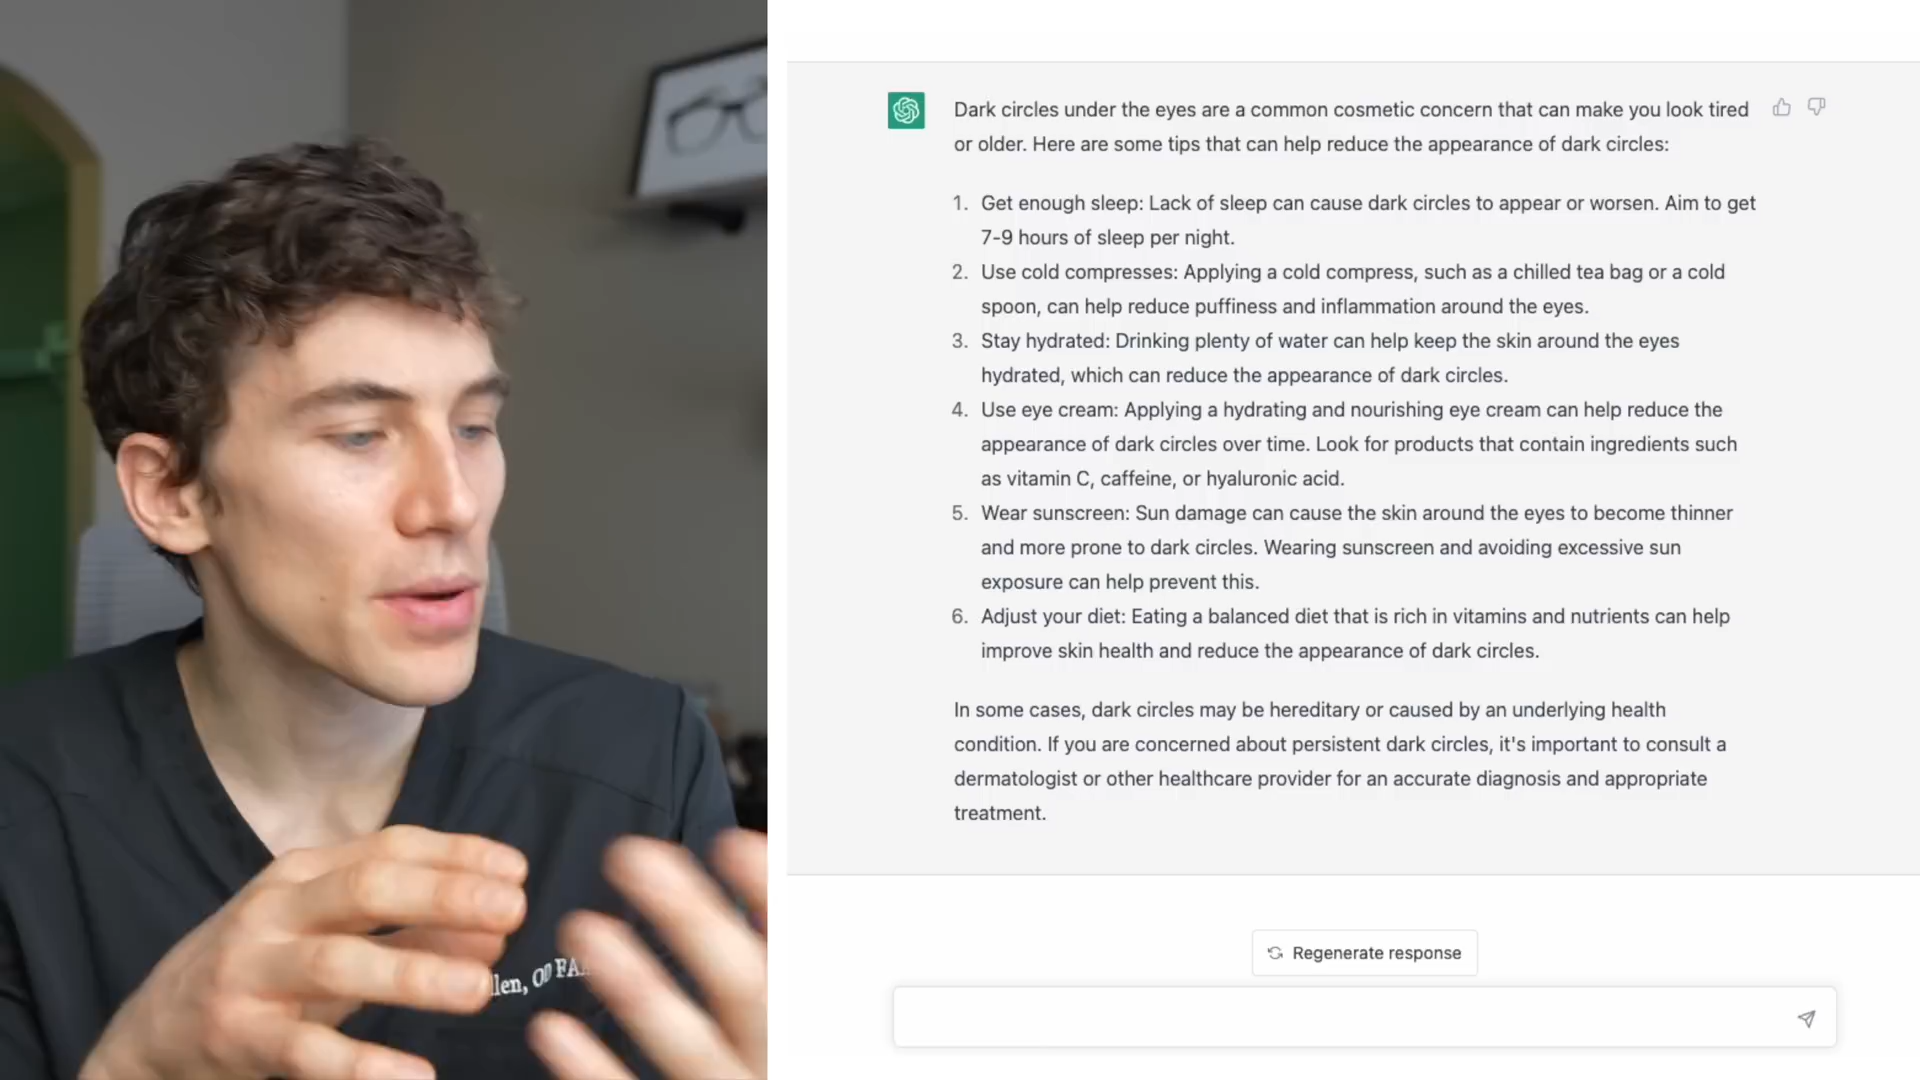 Dark circles under the eyes are a common cosmetic concern that can make you look tired
or older. Here are some tips that can help reduce the appearance of dark circles:
1. Get enough sleep: Lack of sleep can cause dark circles to appear or worsen. Aim to get
7-9 hours of sleep per night.
2. Use cold compresses: Applying a cold compress, such as a chilled tea bag or a cold
spoon, can help reduce puffiness and inflammation around the eyes.
3. Stay hydrated: Drinking plenty of water can help keep the skin around the eyes
hydrated, which can reduce the appearance of dark circles.
4. Use eye cream: Applying a hydrating and nourishing eye cream can help reduce the
appearance of dark circles over time. Look for products that contain ingredients such
as vitamin C, caffeine, or hyaluronic acid.
5. Wear sunscreen: Sun damage can cause the skin around the eyes to become thinner
and more prone to dark circles. Wearing sunscreen and avoiding excessive sun
exposure can help prevent this.
6. Adjust your diet: Eating a balanced diet that is rich in vitamins and nutrients can help
improve skin health and reduce the appearance of dark circles.
In some cases, dark circles may be hereditary or caused by an underlying health
condition. If you are concerned about persistent dark circles, it's important to consult a
dermatologist or other healthcare provider for an accurate diagnosis and appropriate
treatment.
Regenerate response
llen, OD FA